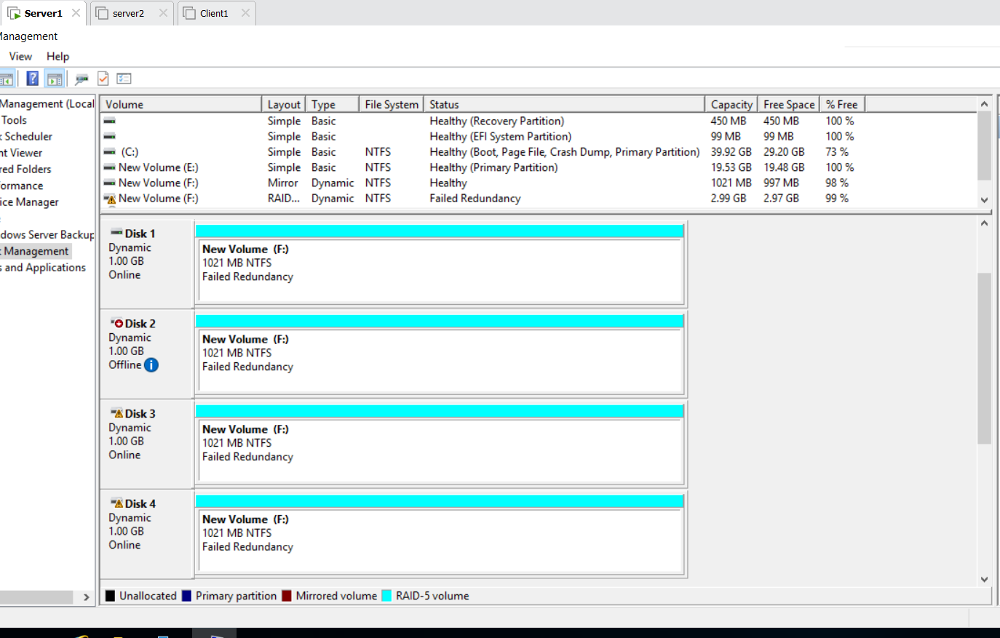 Server1 server2 Client1
Management
View Help
Management (Local
Tools
Scheduler
nt Viewer
red Folders
formance
ice Manager
dows Server Backup
Management
s and Applications
Volume Layout Type File System Status Capacity Free Space % Free
Simple Basic Healthy (Recovery Partition) 450 MB 450 MB 100 %
Simple Basic Healthy (EFI System Partition) 99 MB 99 MB 100 %
(C:) Simple Basic NTFS Healthy (Boot, Page File, Crash Dump, Primary Partition) 39.92 GB 29.20 GB 73 %
New Volume (E:) Simple Basic NTFS Healthy (Primary Partition) 19.53 GB 19.48 GB 100 %
New Volume (F:) Mirror Dynamic NTFS Healthy 1021 MB 997 MB 98 %
New Volume (F:) RAID... Dynamic NTFS Failed Redundancy 2.99 GB 2.97 GB 99 %
Disk 1
Dynamic
1.00 GB
Online
New Volume (F:)
1021 MB NTFS
Failed Redundancy
Disk 2
Dynamic
1.00 GB
Offline
New Volume (F:)
1021 MB NTFS
Failed Redundancy
Disk 3
Dynamic
1.00 GB
Online
New Volume (F:)
1021 MB NTFS
Failed Redundancy
Disk 4
Dynamic
1.00 GB
Online
New Volume (F:)
1021 MB NTFS
Failed Redundancy
Unallocated Primary partition Mirrored volume RAID-5 volume